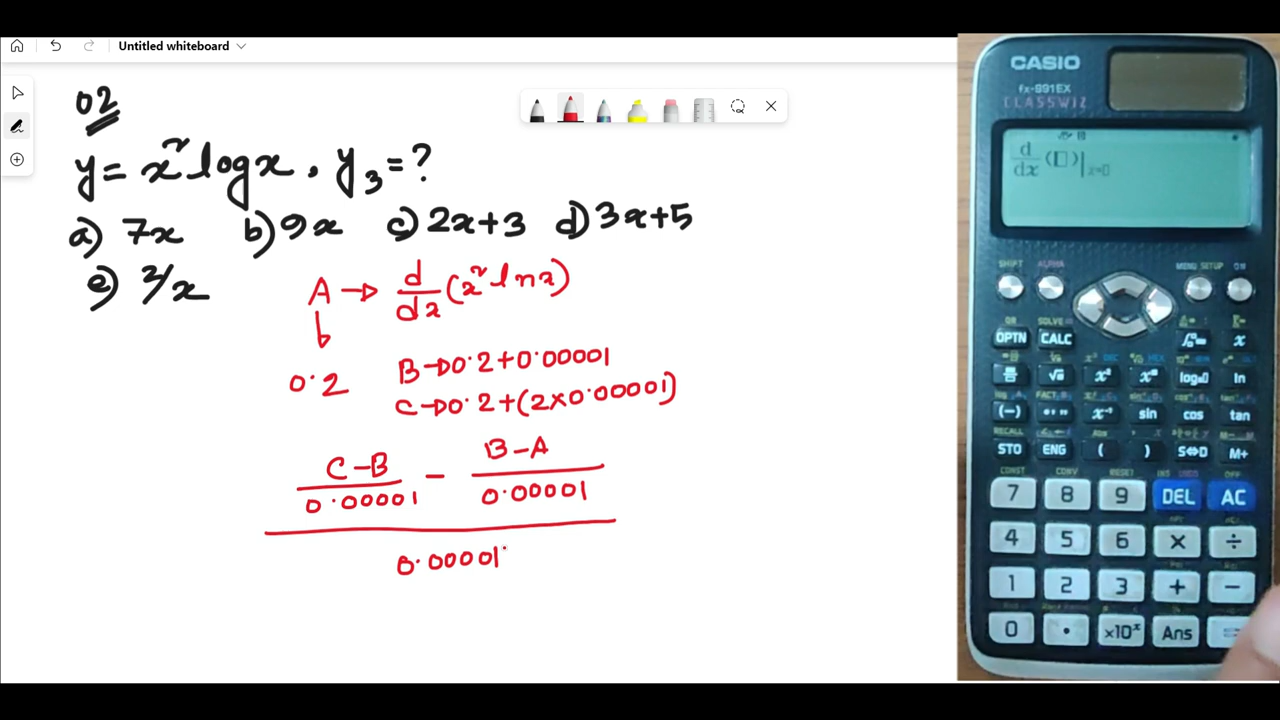 Untitled whiteboard
02
y = x² log x . y₃ = ?
a) 7x b) 9x c) 2x+3 d) 3x+5
e) 2/x
A → d/dx (x² ln x)
0.2
B → 0.2+0.00001
C → 0.2+(2×0.00001)
C-B/0.00001 - B-A/0.00001
0.00001
CASIO
fx-991EX
CLASSWIZ
d/dx (□)|x=□
SHIFT ALPHA MENU SETUP ON
OPTN CALC x
√ x² log ln
(-) x⁻¹ sin cos tan
STO ENG ( ) S⇔D M+
7 8 9 DEL AC
4 5 6 × ÷
1 2 3 + −
0 . ×10ˣ Ans =